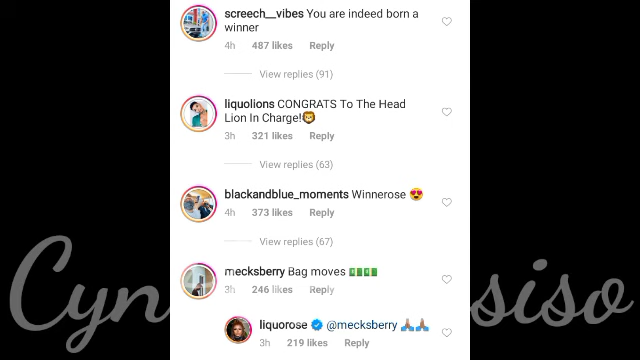 screech__vibes You are indeed born a
winner
4h 487 likes Reply
View replies (91)
liquolions CONGRATS To The Head
Lion In Charge!🦁
3h 321 likes Reply
View replies (63)
blackandblue_moments Winnerose 😍
4h 373 likes Reply
View replies (67)
mecksberry Bag moves 💵💵
3h 246 likes Reply
liquorose @mecksberry 🙏🏽🙏🏽
3h 219 likes Reply
Cyn siso